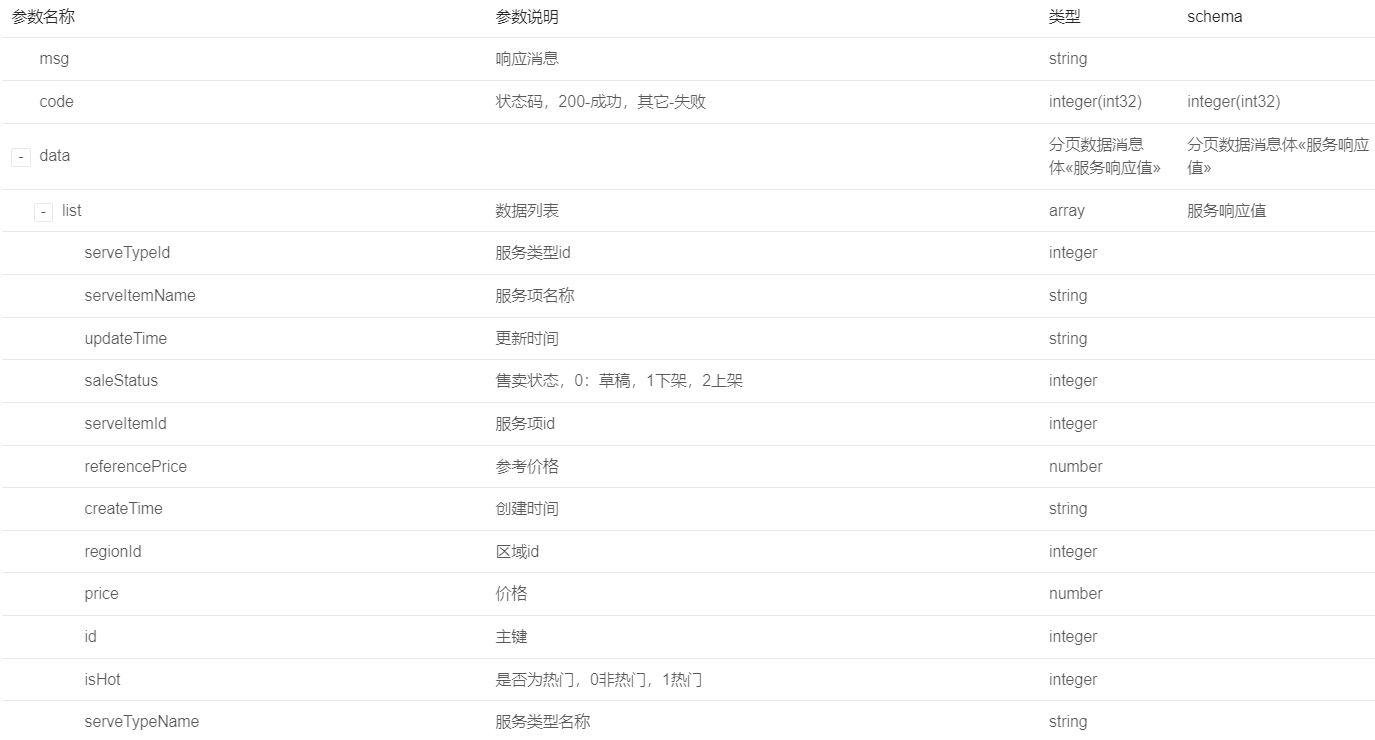 参数名称 参数说明 类型 schema
msg 响应消息 string
code 状态码，200-成功，其它-失败 integer(int32) integer(int32)
- data 分页数据消息体«服务响应值» 分页数据消息体«服务响应值»
- list 数据列表 array 服务响应值
serveTypeId 服务类型id integer
serveItemName 服务项名称 string
updateTime 更新时间 string
saleStatus 售卖状态，0：草稿，1下架，2上架 integer
serveItemId 服务项id integer
referencePrice 参考价格 number
createTime 创建时间 string
regionId 区域id integer
price 价格 number
id 主键 integer
isHot 是否为热门，0非热门，1热门 integer
serveTypeName 服务类型名称 string